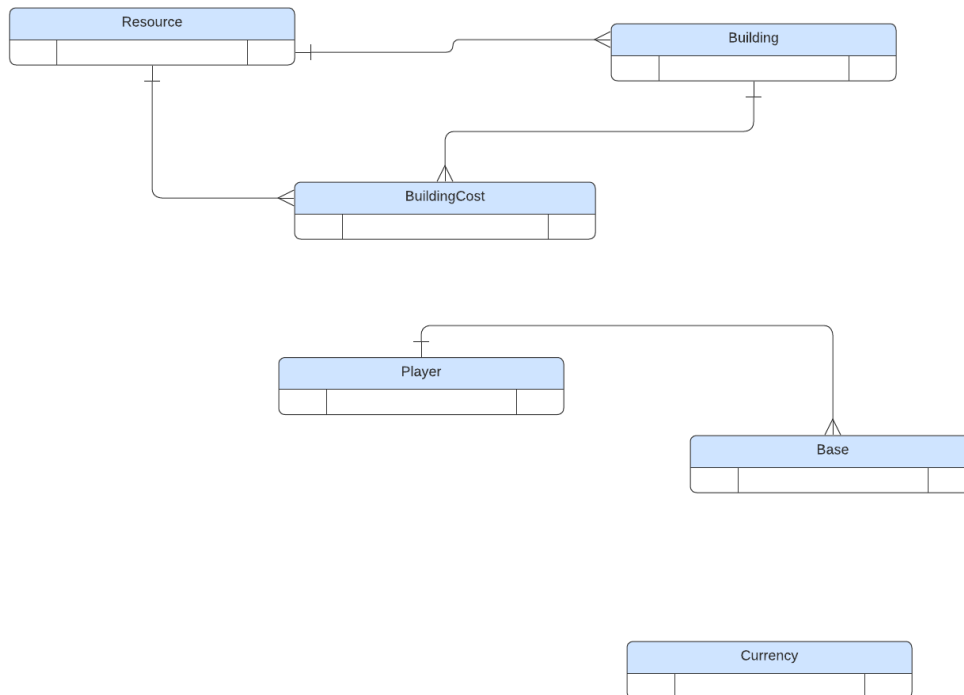 Resource
Building
BuildingCost
Player
Base
Currency